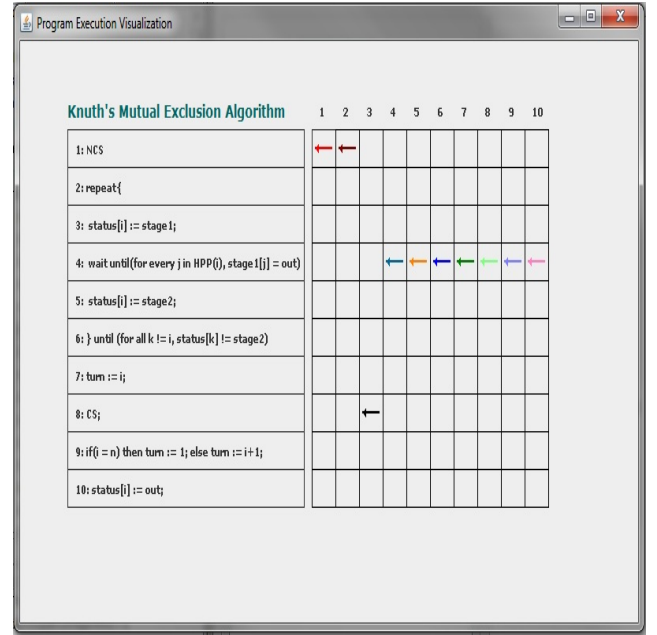 Program Execution Visualization
X
Knuth's Mutual Exclusion Algorithm 1 2 3 4 5 6 7 8 9 10
1: NCS
2: repeat{
3: status[i] := stage1;
4: wait until(for every j in HPP(i), stage1[j] = out)
5: status[i] := stage2;
6: } until (for all k != i, status[k] != stage2)
7: turn := i;
8: CS;
9: if(i = n) then turn := 1; else turn := i+1;
10: status[i] := out;